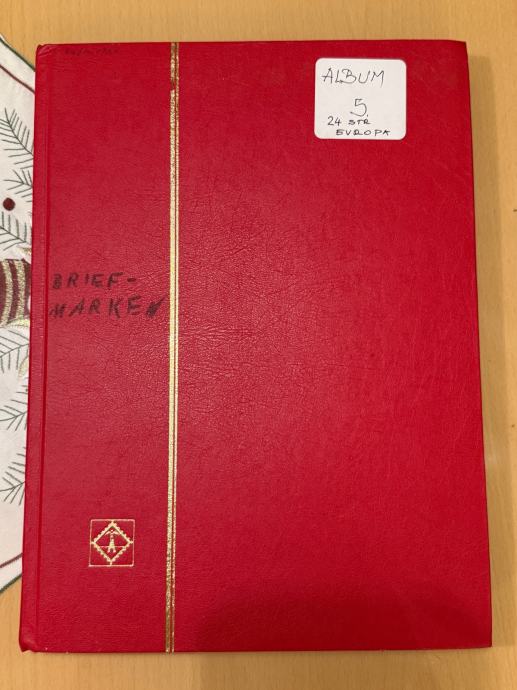 ALBUM
5.
24 STR
EVROPA
BRIEF-
MARKEN